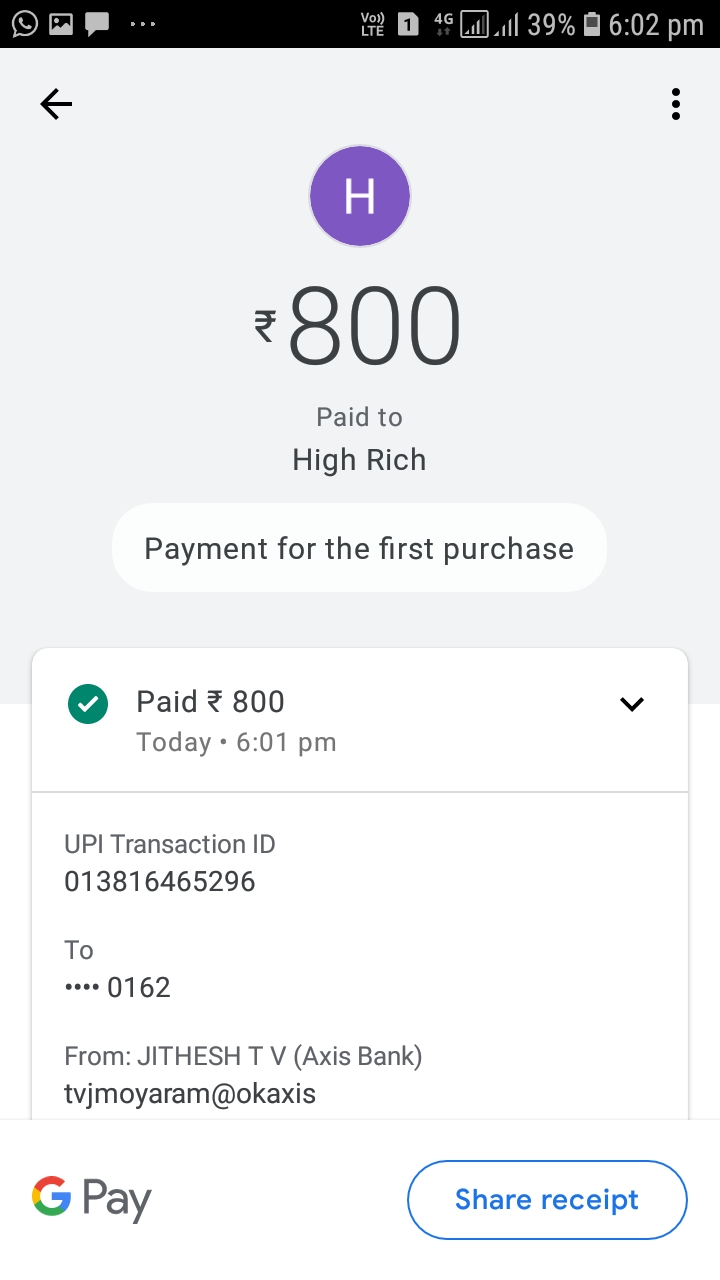 Vo)) LTE 1 4G 39% 6:02 pm
H
₹800
Paid to
High Rich
Payment for the first purchase
Paid ₹ 800
Today • 6:01 pm
UPI Transaction ID
013816465296
To
•••• 0162
From: JITHESH T V (Axis Bank)
tvjmoyaram@okaxis
G Pay
Share receipt